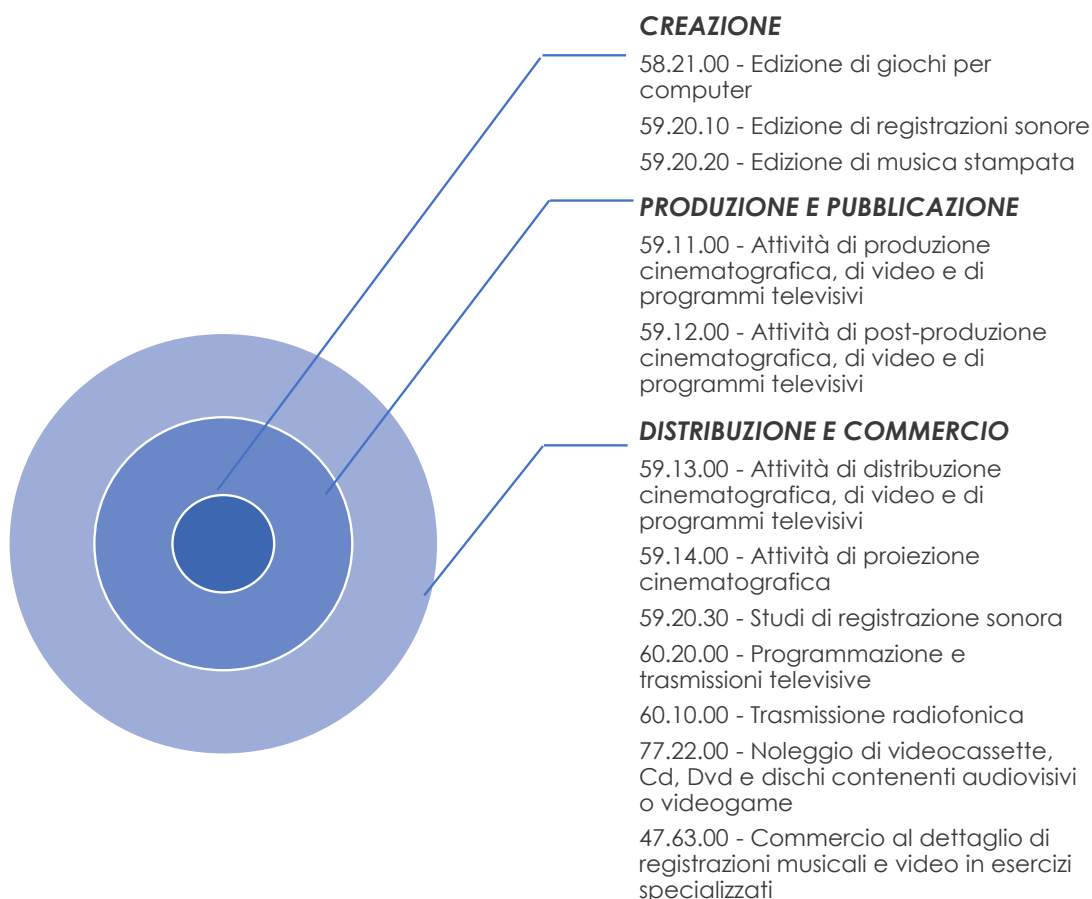 CREAZIONE
58.21.00 - Edizione di giochi per
computer
59.20.10 - Edizione di registrazioni sonore
59.20.20 - Edizione di musica stampata
PRODUZIONE E PUBBLICAZIONE
59.11.00 - Attività di produzione
cinematografica, di video e di
programmi televisivi
59.12.00 - Attività di post-produzione
cinematografica, di video e di
programmi televisivi
DISTRIBUZIONE E COMMERCIO
59.13.00 - Attività di distribuzione
cinematografica, di video e di
programmi televisivi
59.14.00 - Attività di proiezione
cinematografica
59.20.30 - Studi di registrazione sonora
60.20.00 - Programmazione e
trasmissioni televisive
60.10.00 - Trasmissione radiofonica
77.22.00 - Noleggio di videocassette,
Cd, Dvd e dischi contenenti audiovisivi
o videogame
47.63.00 - Commercio al dettaglio di
registrazioni musicali e video in esercizi
specializzati